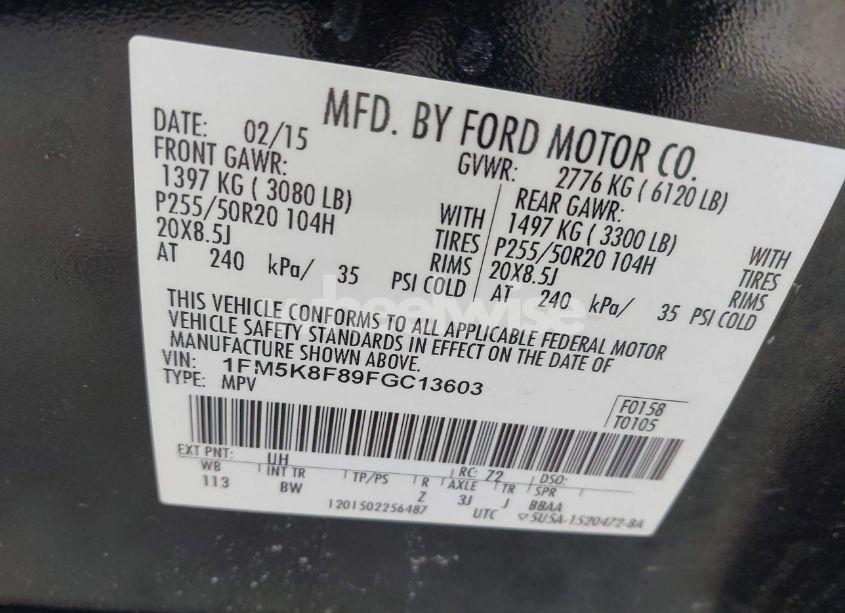 MFD. BY FORD MOTOR CO.
DATE: 02/15 GVWR: 2776 KG ( 6120 LB)
FRONT GAWR: REAR GAWR:
1397 KG ( 3080 LB) WITH 1497 KG ( 3300 LB) WITH
P255/50R20 104H TIRES P255/50R20 104H TIRES
20X8.5J RIMS 20X8.5J RIMS
AT 240 kPa/ 35 PSI COLD AT 240 kPa/ 35 PSI COLD
THIS VEHICLE CONFORMS TO ALL APPLICABLE FEDERAL MOTOR
VEHICLE SAFETY STANDARDS IN EFFECT ON THE DATE OF
MANUFACTURE SHOWN ABOVE.
VIN: 1FM5K8F89FGC13603
TYPE: MPV
F0158
T0105
EXT PNT: UH RC: 72 DSO:
WB INT TR TP/PS R AXLE TR SPR
113 BW Z 3J J BBAA
1201502256487 UTC ▽5U5A-1520472-BA
wheelwise